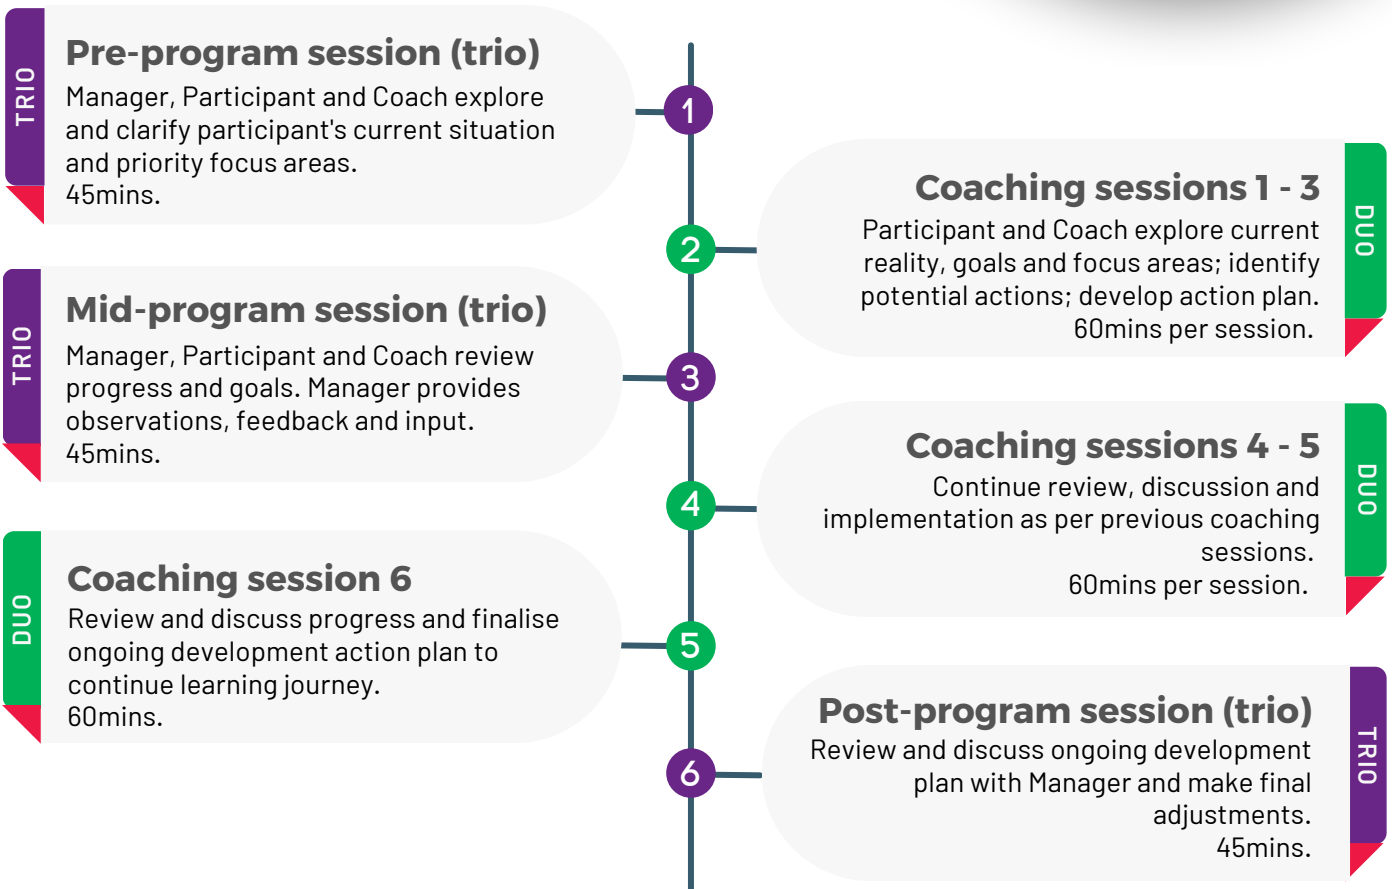 TRIO
Pre-program session (trio)
Manager, Participant and Coach explore
and clarify participant's current situation
and priority focus areas.
45mins.
1
Coaching sessions 1 - 3
Participant and Coach explore current
reality, goals and focus areas; identify
potential actions; develop action plan.
60mins per session.
DUO
2
TRIO
Mid-program session (trio)
Manager, Participant and Coach review
progress and goals. Manager provides
observations, feedback and input.
45mins.
3
Coaching sessions 4 - 5
Continue review, discussion and
implementation as per previous coaching
sessions.
60mins per session.
DUO
4
DUO
Coaching session 6
Review and discuss progress and finalise
ongoing development action plan to
continue learning journey.
60mins.
5
Post-program session (trio)
Review and discuss ongoing development
plan with Manager and make final
adjustments.
45mins.
TRIO
6